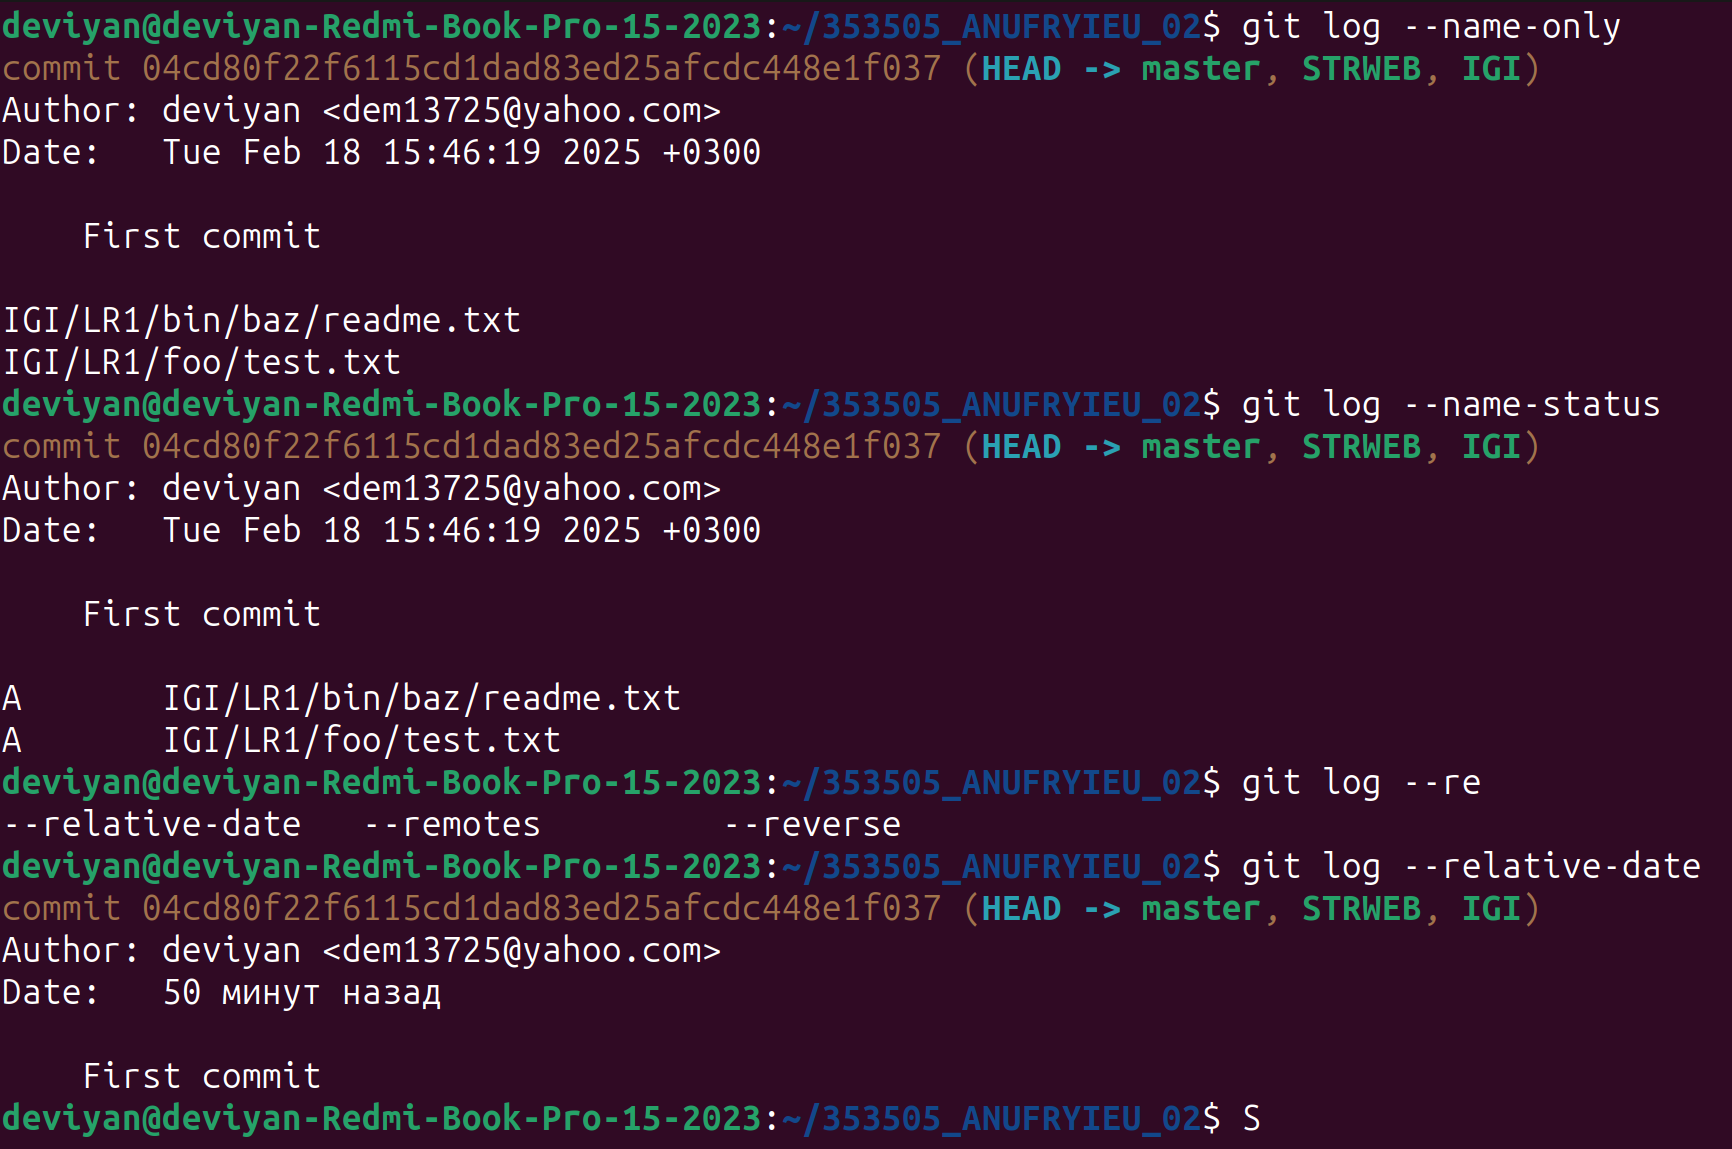 deviyan@deviyan-Redmi-Book-Pro-15-2023:~/353505_ANUFRYIEU_02$ git log --name-only
commit 04cd80f22f6115cd1dad83ed25afcdc448e1f037 (HEAD -> master, STRWEB, IGI)
Author: deviyan <dem13725@yahoo.com>
Date:   Tue Feb 18 15:46:19 2025 +0300

    First commit

IGI/LR1/bin/baz/readme.txt
IGI/LR1/foo/test.txt
deviyan@deviyan-Redmi-Book-Pro-15-2023:~/353505_ANUFRYIEU_02$ git log --name-status
commit 04cd80f22f6115cd1dad83ed25afcdc448e1f037 (HEAD -> master, STRWEB, IGI)
Author: deviyan <dem13725@yahoo.com>
Date:   Tue Feb 18 15:46:19 2025 +0300

    First commit

A       IGI/LR1/bin/baz/readme.txt
A       IGI/LR1/foo/test.txt
deviyan@deviyan-Redmi-Book-Pro-15-2023:~/353505_ANUFRYIEU_02$ git log --re
--relative-date   --remotes         --reverse
deviyan@deviyan-Redmi-Book-Pro-15-2023:~/353505_ANUFRYIEU_02$ git log --relative-date
commit 04cd80f22f6115cd1dad83ed25afcdc448e1f037 (HEAD -> master, STRWEB, IGI)
Author: deviyan <dem13725@yahoo.com>
Date:   50 минут назад

    First commit
deviyan@deviyan-Redmi-Book-Pro-15-2023:~/353505_ANUFRYIEU_02$ S